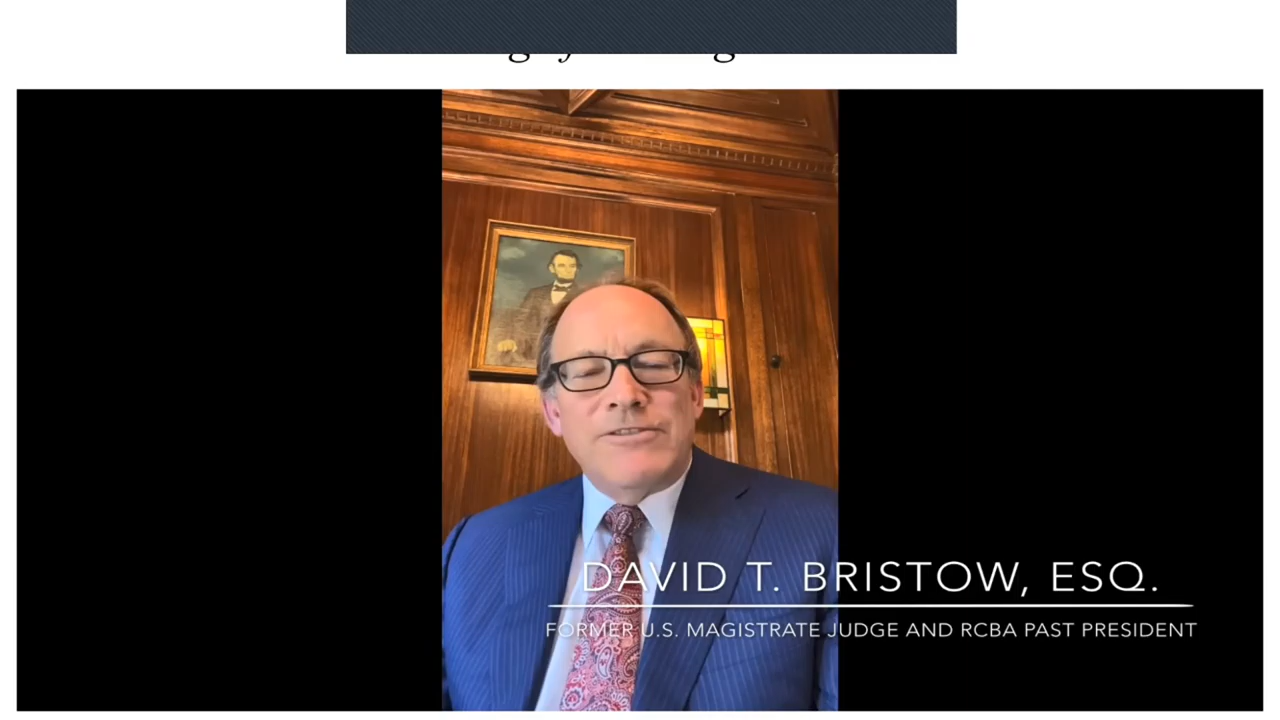 DAVID T. BRISTOW, ESQ.
FORMER U.S. MAGISTRATE JUDGE AND RCBA PAST PRESIDENT